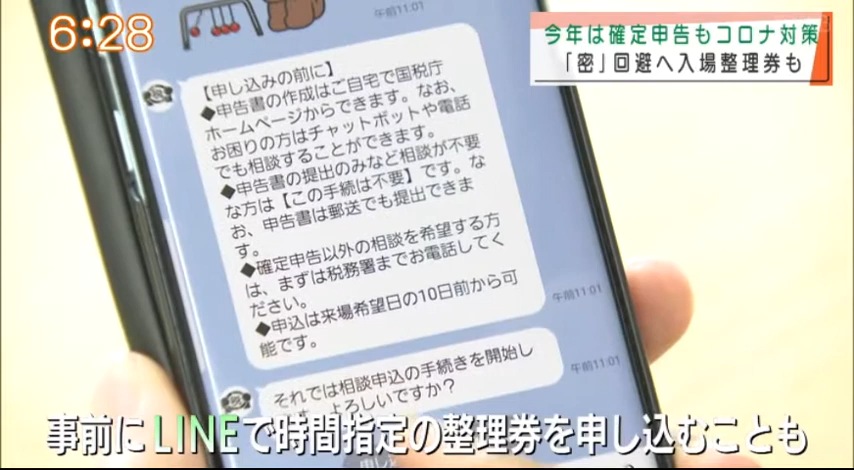 6:28
今年は確定申告もコロナ対策
「密」回避へ入場整理券も
午前11:01
【申し込みの前に】
◆申告書の作成はご自宅で国税庁
ホームページからできます。なお、
お困りの方はチャットボットや電話
でも相談することができます。
◆申告書の提出のみなど相談が不要
な方は【この手続は不要】です。な
お、申告書は郵送でも提出できま
す。
◆確定申告以外の相談を希望する方
は、まずは税務署までお電話してく
ださい。
◆申込は来場希望日の10日前から可
能です。
午前11:01
それでは相談申込の手続きを開始し
ます。よろしいですか?
午前11:01
事前にLINEで時間指定の整理券を申し込むことも